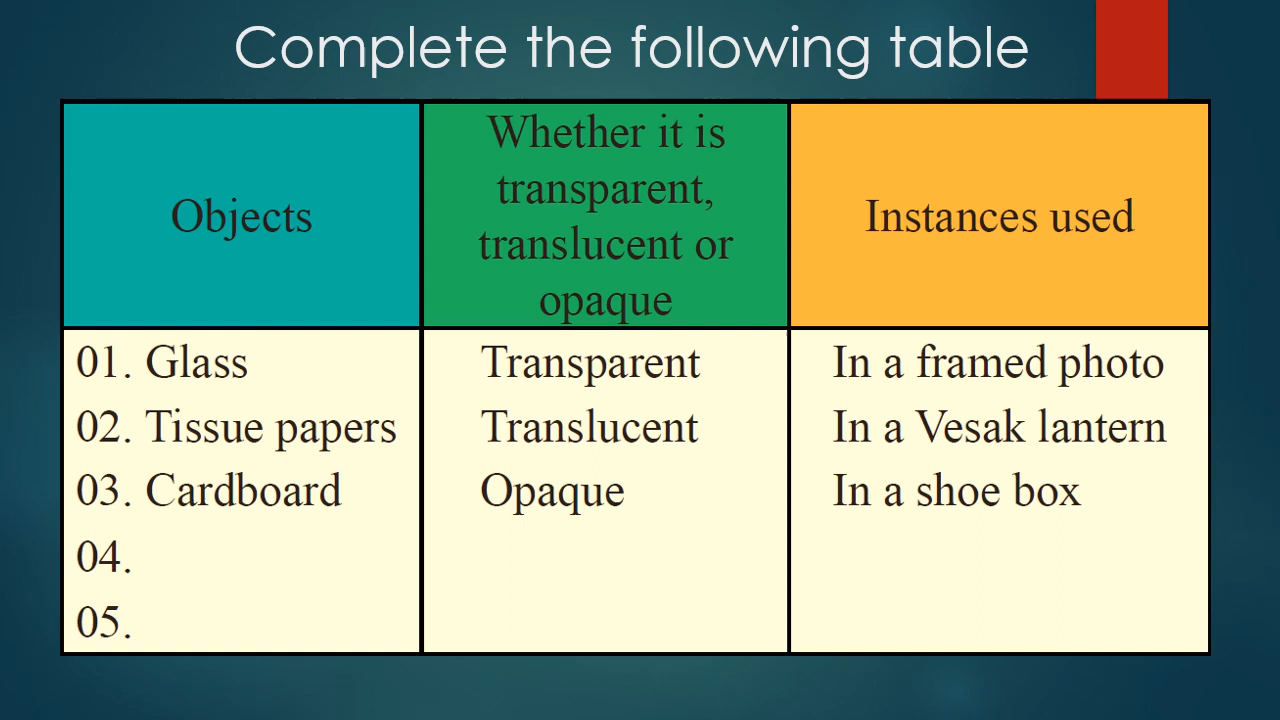 Complete the following table
Objects
Whether it is
transparent,
translucent or
opaque
Instances used
01. Glass
Transparent
In a framed photo
02. Tissue papers
Translucent
In a Vesak lantern
03. Cardboard
Opaque
In a shoe box
04.
05.